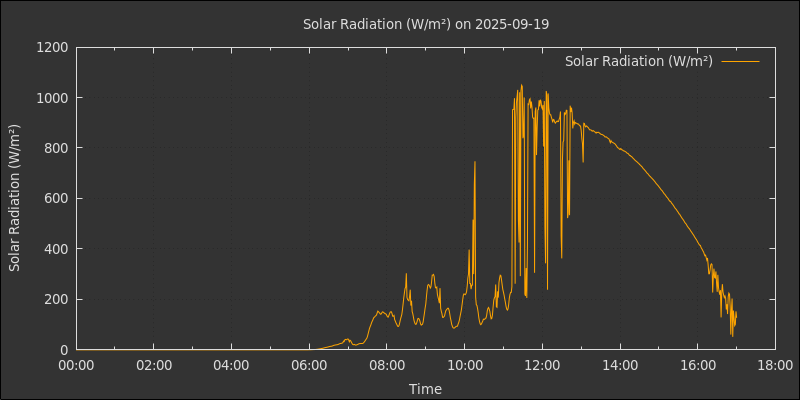 Solar Radiation (W/m²) on 2025-09-19
Solar Radiation (W/m²)
Solar Radiation (W/m²)
1200
1000
800
600
400
200
0
00:00 02:00 04:00 06:00 08:00 10:00 12:00 14:00 16:00 18:00
Time